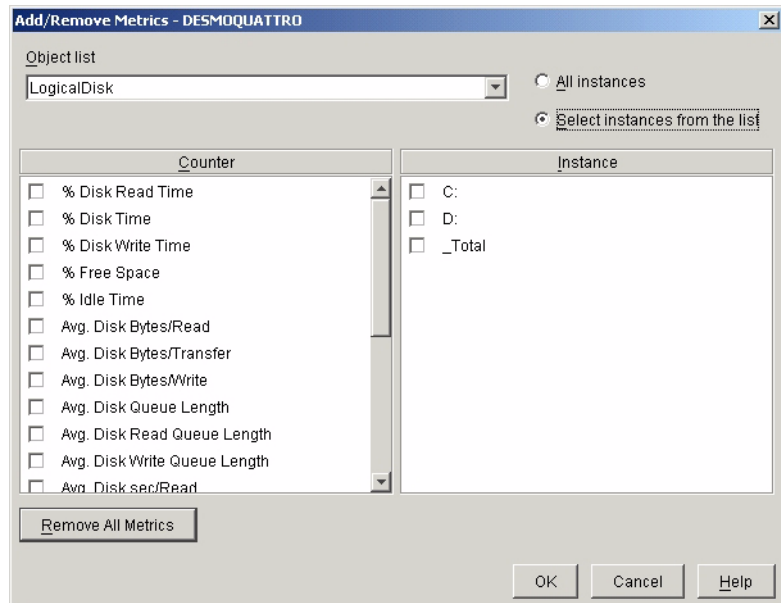 Add/Remove Metrics - DESMOQUATTRO
Object list
LogicalDisk
All instances
Select instances from the list
Counter
% Disk Read Time
% Disk Time
% Disk Write Time
% Free Space
% Idle Time
Avg. Disk Bytes/Read
Avg. Disk Bytes/Transfer
Avg. Disk Bytes/Write
Avg. Disk Queue Length
Avg. Disk Read Queue Length
Avg. Disk Write Queue Length
Avg. Disk sec/Read
Instance
C:
D:
_Total
Remove All Metrics
OK
Cancel
Help